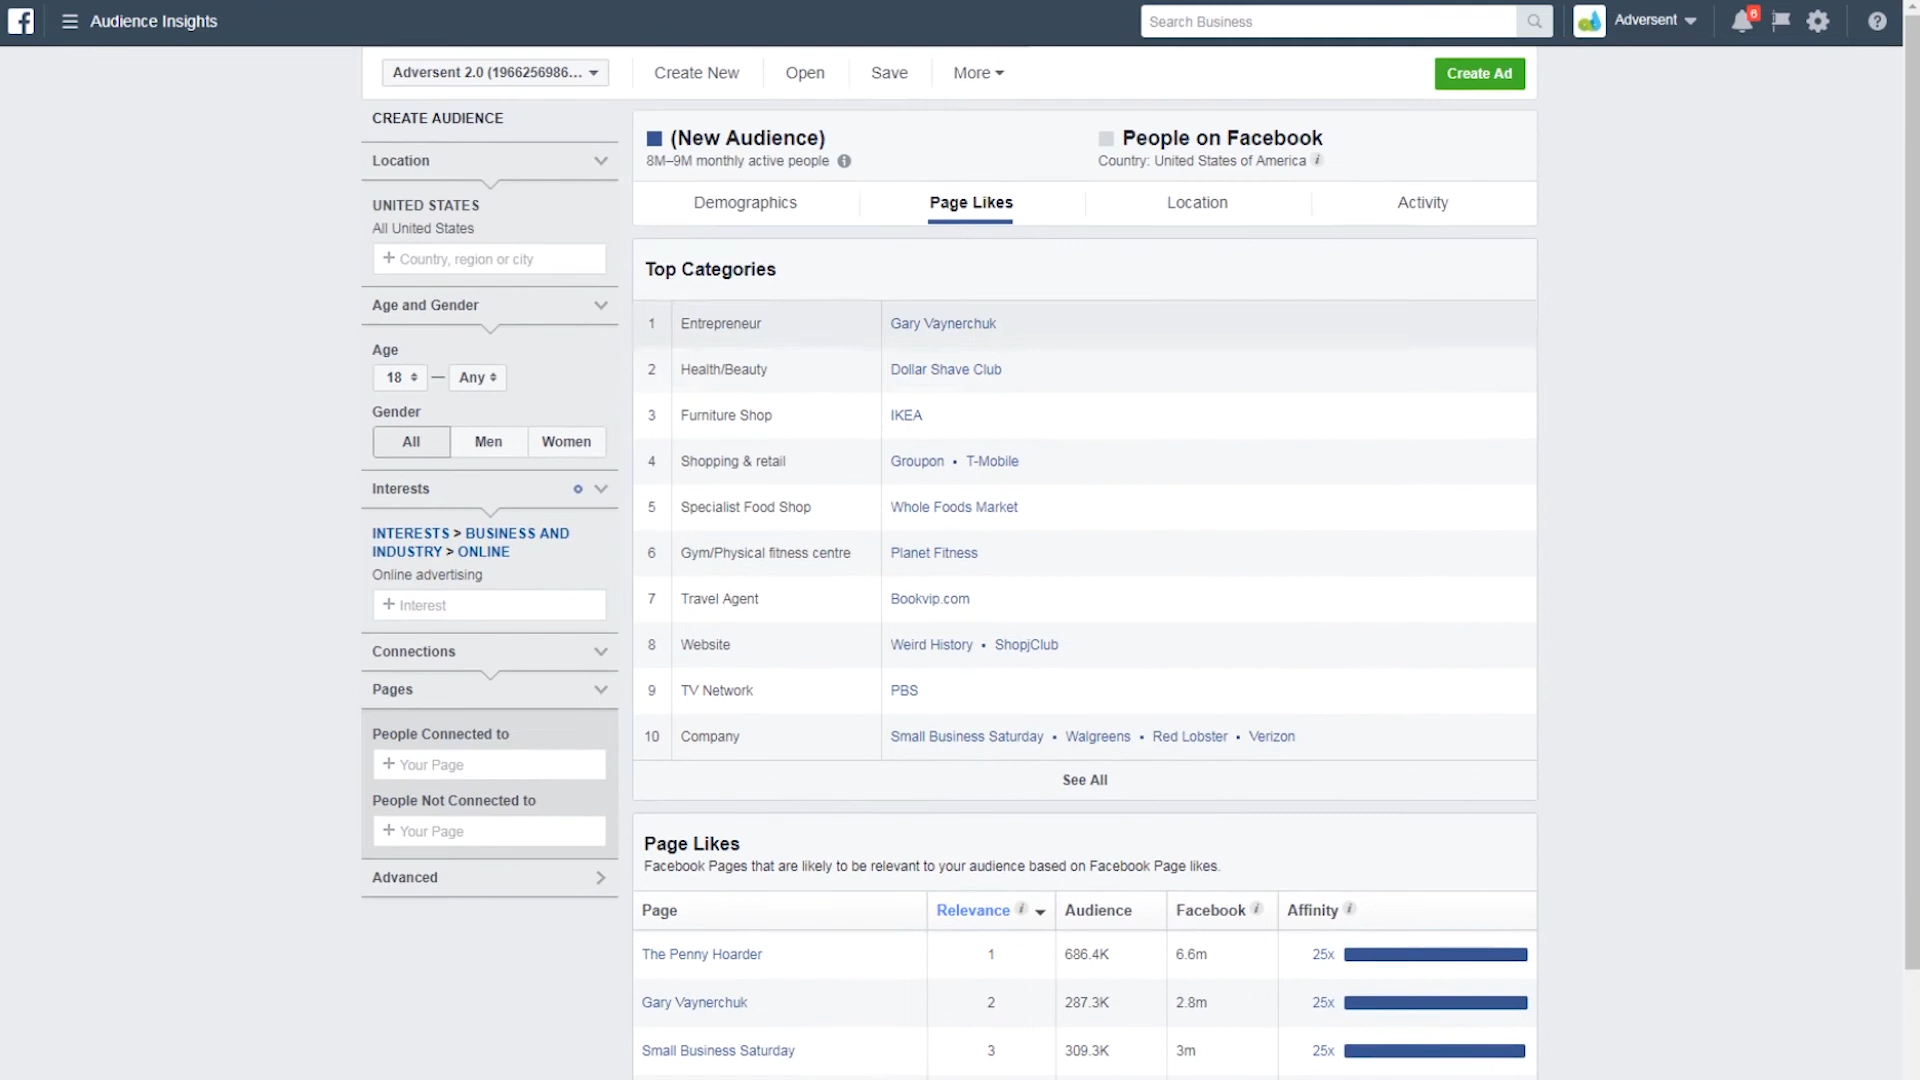 Audience Insights
Search Business
Adversent
6
Adversent 2.0 (1966256986...
Create New
Open
Save
More
Create Ad
CREATE AUDIENCE
Location
UNITED STATES
All United States
+ Country, region or city
Age and Gender
Age
18 — Any
Gender
All Men Women
Interests
INTERESTS > BUSINESS AND
INDUSTRY > ONLINE
Online advertising
+ Interest
Connections
Pages
People Connected to
+ Your Page
People Not Connected to
+ Your Page
Advanced
(New Audience)
8M–9M monthly active people
People on Facebook
Country: United States of America
Demographics Page Likes Location Activity
Top Categories
1 Entrepreneur Gary Vaynerchuk
2 Health/Beauty Dollar Shave Club
3 Furniture Shop IKEA
4 Shopping & retail Groupon • T-Mobile
5 Specialist Food Shop Whole Foods Market
6 Gym/Physical fitness centre Planet Fitness
7 Travel Agent Bookvip.com
8 Website Weird History • ShopjClub
9 TV Network PBS
10 Company Small Business Saturday • Walgreens • Red Lobster • Verizon
See All
Page Likes
Facebook Pages that are likely to be relevant to your audience based on Facebook Page likes.
Page Relevance Audience Facebook Affinity
The Penny Hoarder 1 686.4K 6.6m 25x
Gary Vaynerchuk 2 287.3K 2.8m 25x
Small Business Saturday 3 309.3K 3m 25x